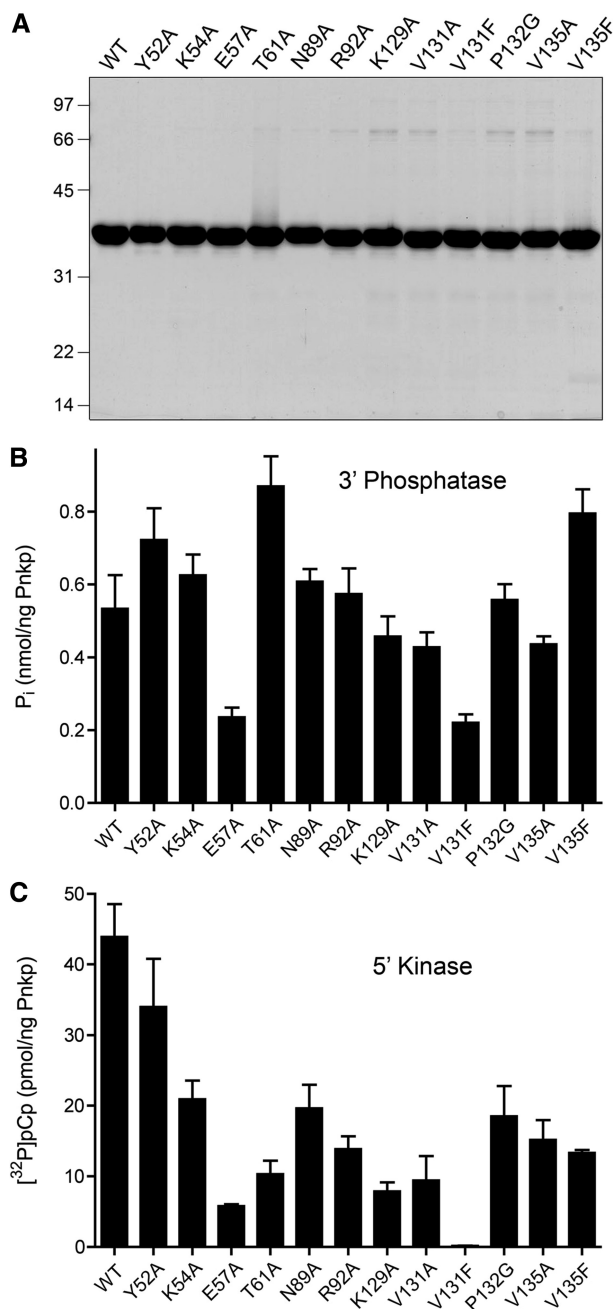 A
WT Y52A K54A E57A T61A N89A R92A K129A V131A V131F P132G V135A V135F
97
66
45
31
22
14
B
3’ Phosphatase
Pi (nmol/ng Pnkp)
0.8
0.6
0.4
0.2
0.0
WT Y52A K54A E57A T61A N89A R92A K129A V131A V131F P132G V135A V135F
C
5’ Kinase
[32P]pCp (pmol/ng Pnkp)
50
40
30
20
10
0
WT Y52A K54A E57A T61A N89A R92A K129A V131A V131F P132G V135A V135F